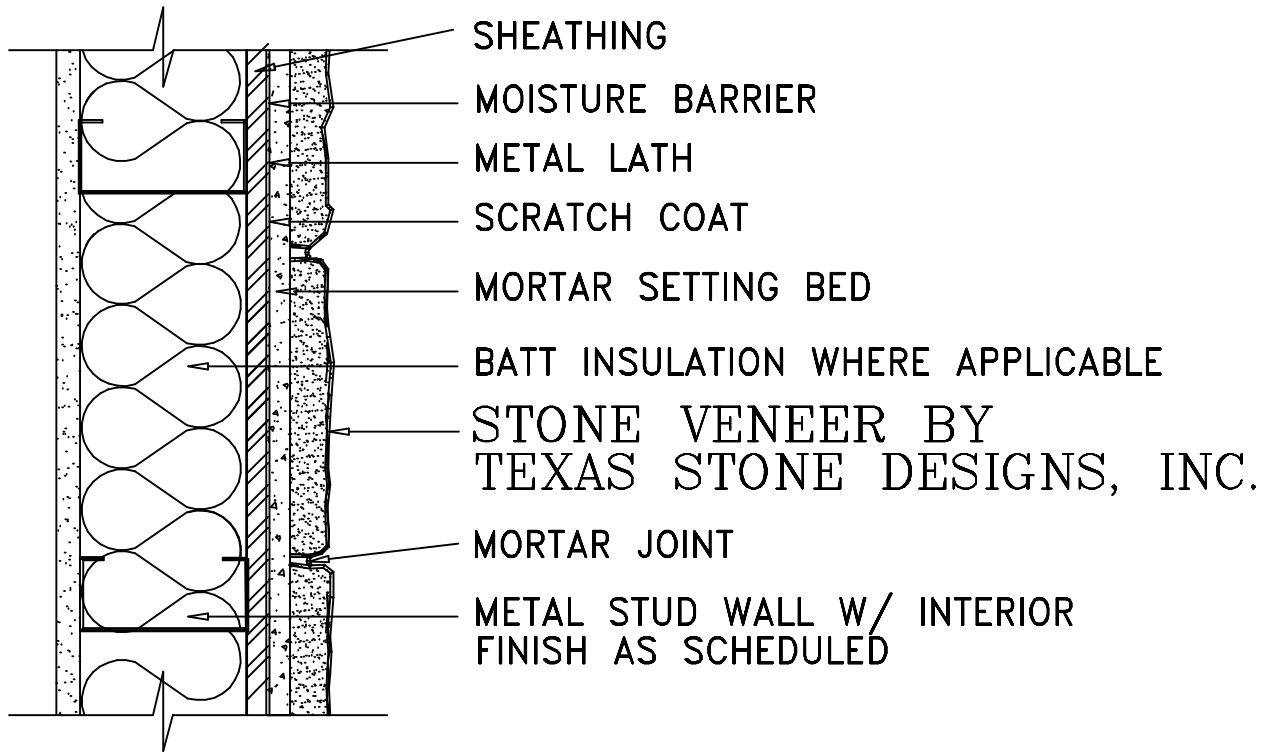 SHEATHING
MOISTURE BARRIER
METAL LATH
SCRATCH COAT
MORTAR SETTING BED
BATT INSULATION WHERE APPLICABLE
STONE VENEER BY
TEXAS STONE DESIGNS, INC.
MORTAR JOINT
METAL STUD WALL W/ INTERIOR
FINISH AS SCHEDULED